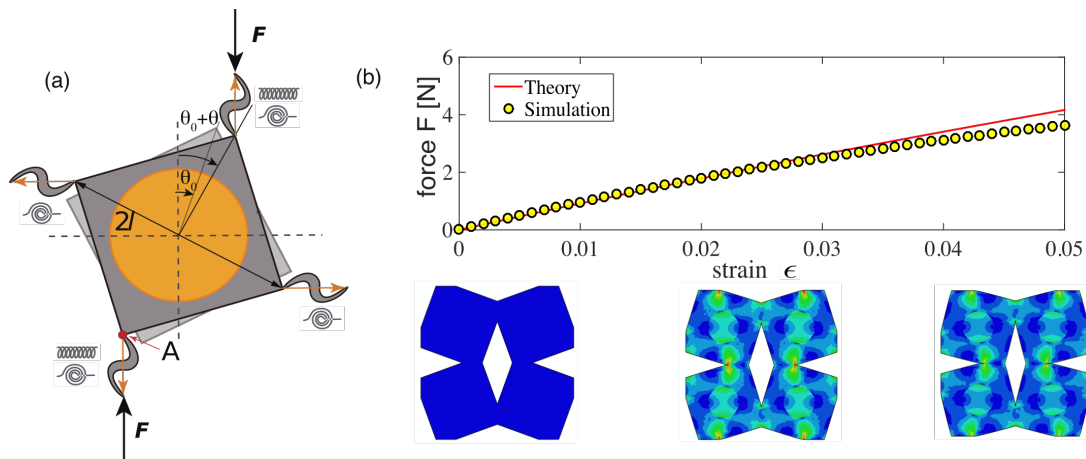 (a)
F
θ₀+θ
θ₀
2l
A
F
(b)
force F [N]
6
4
2
0
Theory
Simulation
0
0.01
0.02
0.03
0.04
0.05
strain ϵ